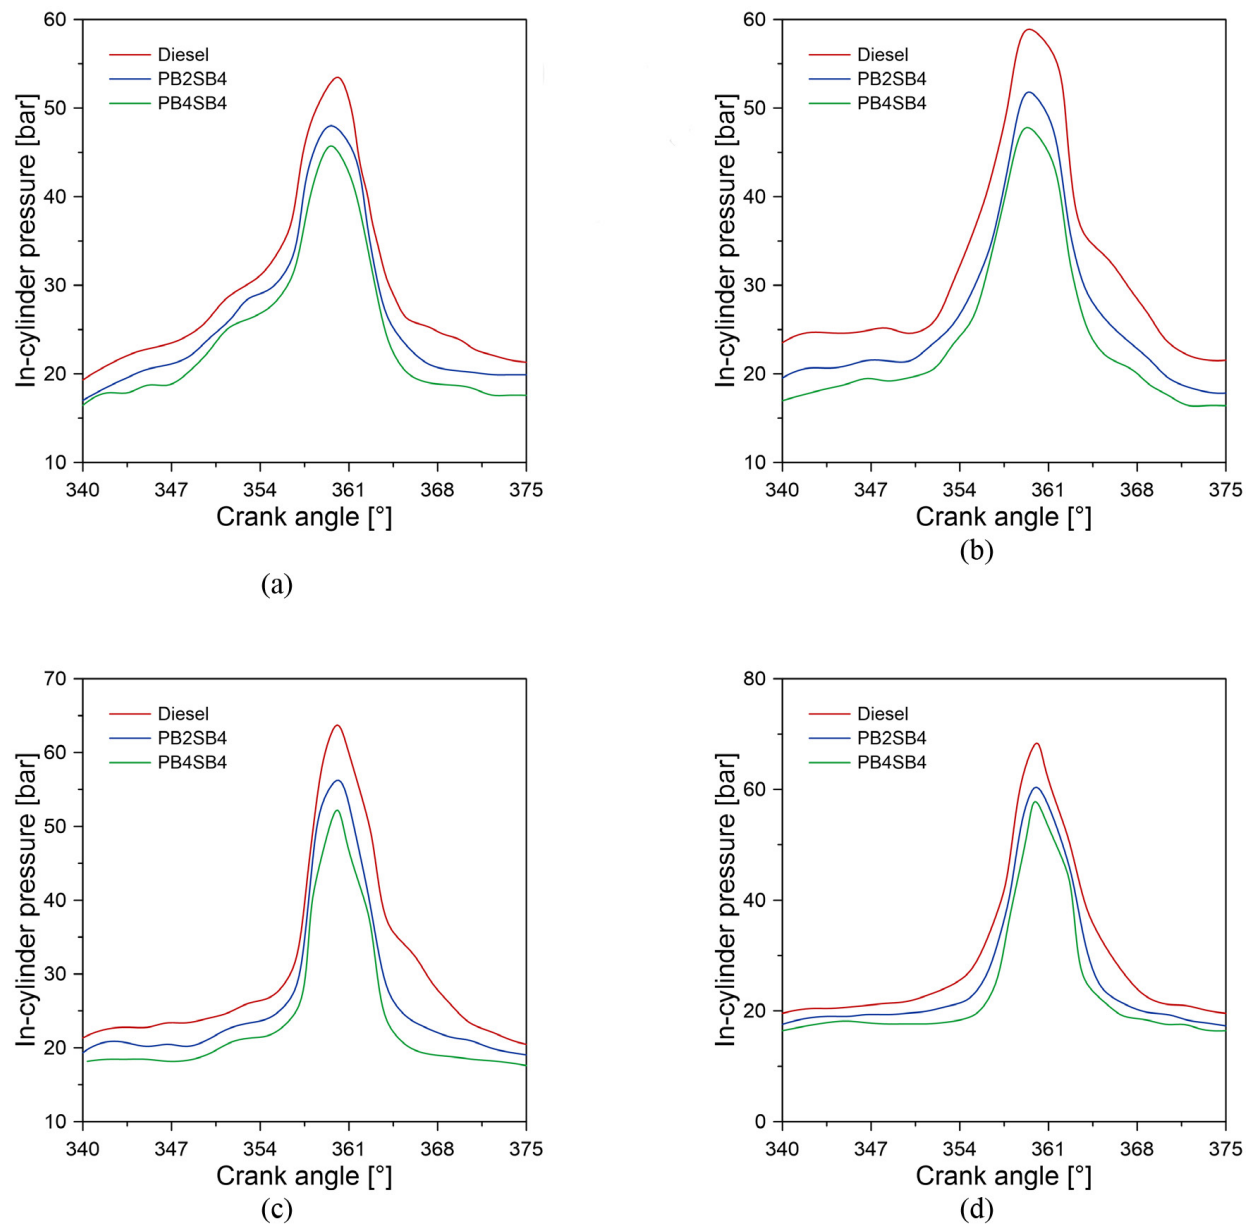 60
50
40
30
20
10
In-cylinder pressure [bar]
Diesel
PB2SB4
PB4SB4
340 347 354 361 368 375
Crank angle [°]
(a)
60
50
40
30
20
10
In-cylinder pressure [bar]
Diesel
PB2SB4
PB4SB4
340 347 354 361 368 375
Crank angle [°]
(b)
70
60
50
40
30
20
10
In-cylinder pressure [bar]
Diesel
PB2SB4
PB4SB4
340 347 354 361 368 375
Crank angle [°]
(c)
80
60
40
20
0
In-cylinder pressure [bar]
Diesel
PB2SB4
PB4SB4
340 347 354 361 368 375
Crank angle [°]
(d)